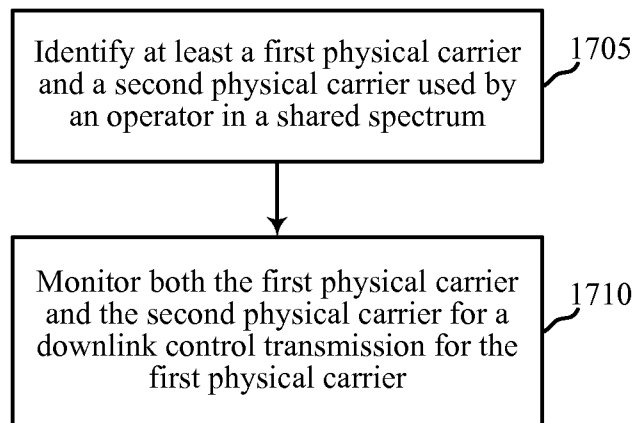 Identify at least a first physical carrier
and a second physical carrier used by
an operator in a shared spectrum
1705
Monitor both the first physical carrier
and the second physical carrier for a
downlink control transmission for the
first physical carrier
1710